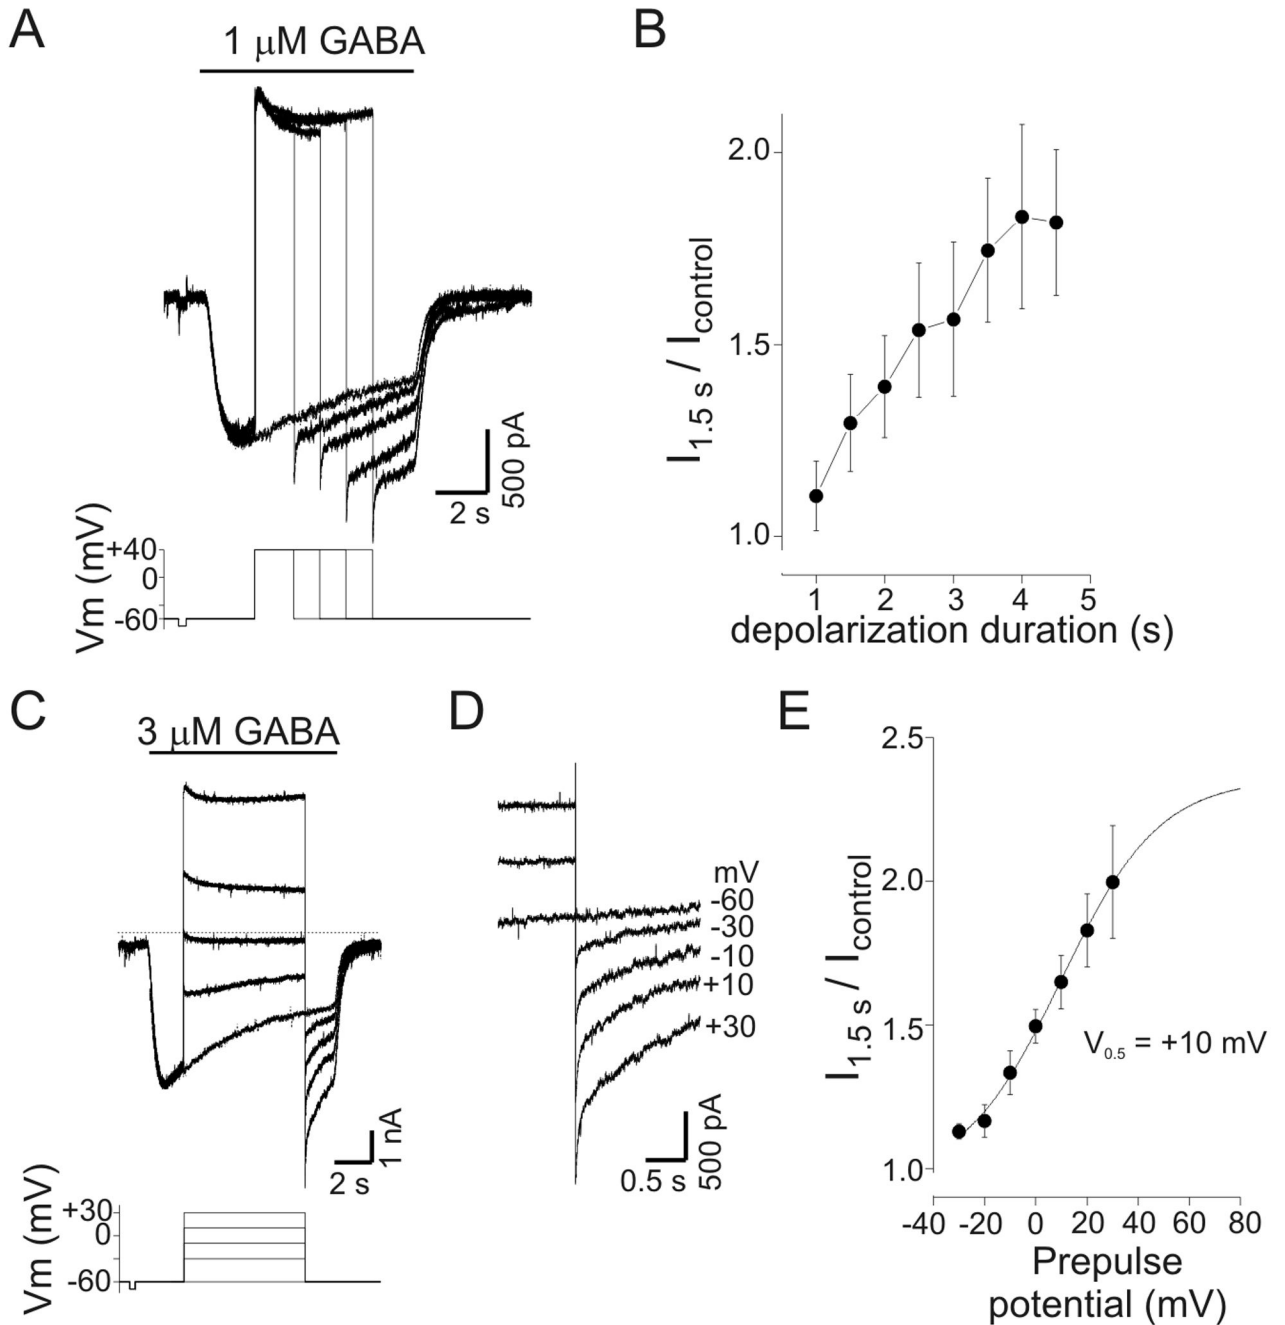 A
1 μM GABA
500 pA
2 s
Vm (mV)
+40
0
-60
B
2.0
1.5
1.0
I1.5 s / Icontrol
1 2 3 4 5
depolarization duration (s)
C
3 μM GABA
1 nA
2 s
Vm (mV)
+30
0
-60
D
mV
-60
-30
-10
+10
+30
0.5 s
500 pA
E
2.5
2.0
1.5
1.0
I1.5 s / Icontrol
V0.5 = +10 mV
-40 -20 0 20 40 60 80
Prepulse
potential (mV)